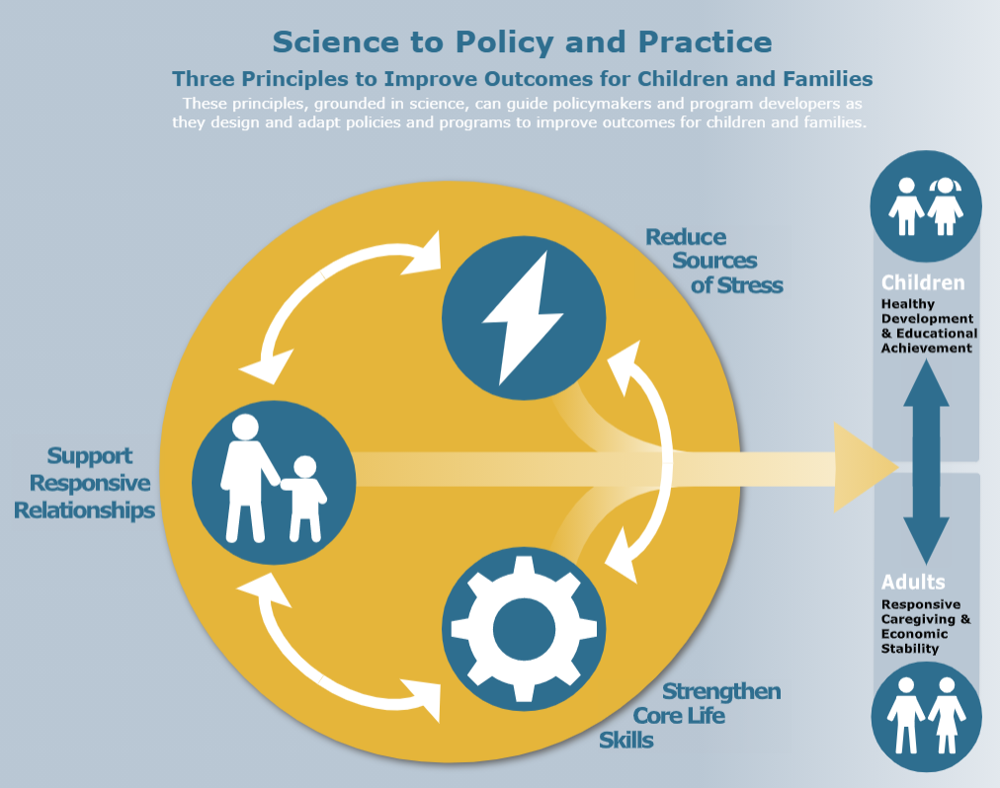 Science to Policy and Practice
Three Principles to Improve Outcomes for Children and Families
These principles, grounded in science, can guide policymakers and program developers as
they design and adapt policies and programs to improve outcomes for children and families.
Reduce
Sources
of Stress
Support
Responsive
Relationships
Strengthen
Core Life
Skills
Children
Healthy
Development
& Educational
Achievement
Adults
Responsive
Caregiving &
Economic
Stability